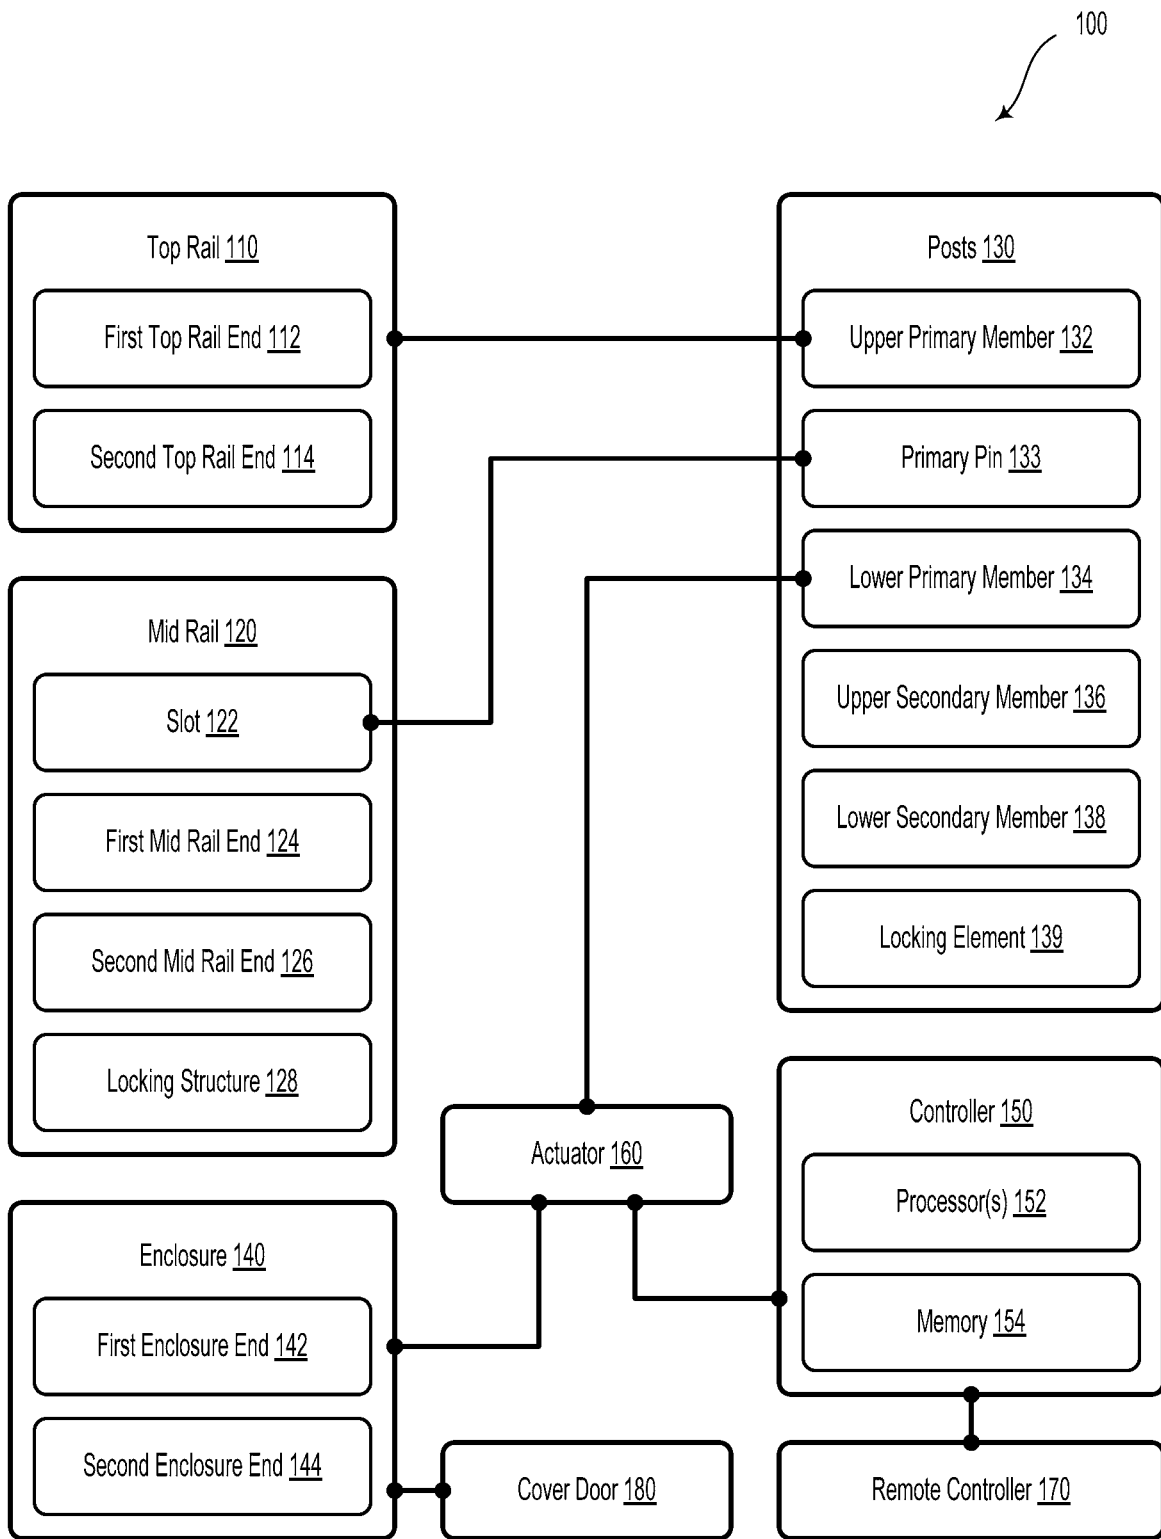 100
Top Rail 110
First Top Rail End 112
Second Top Rail End 114
Posts 130
Upper Primary Member 132
Primary Pin 133
Lower Primary Member 134
Upper Secondary Member 136
Lower Secondary Member 138
Locking Element 139
Mid Rail 120
Slot 122
First Mid Rail End 124
Second Mid Rail End 126
Locking Structure 128
Actuator 160
Controller 150
Processor(s) 152
Memory 154
Enclosure 140
First Enclosure End 142
Second Enclosure End 144
Cover Door 180
Remote Controller 170